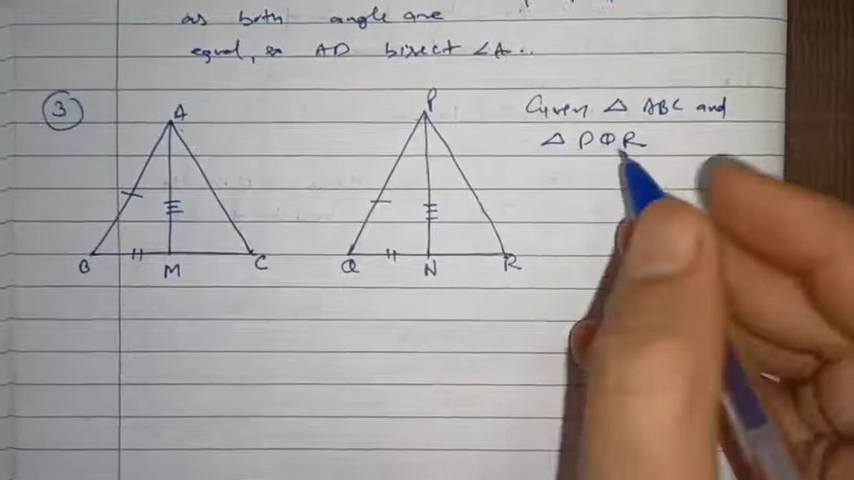 as both angle are
equal, so AD bisect ∠A..
3
A
P
Given △ ABC and
△ PQR
B
M
C
Q
N
R